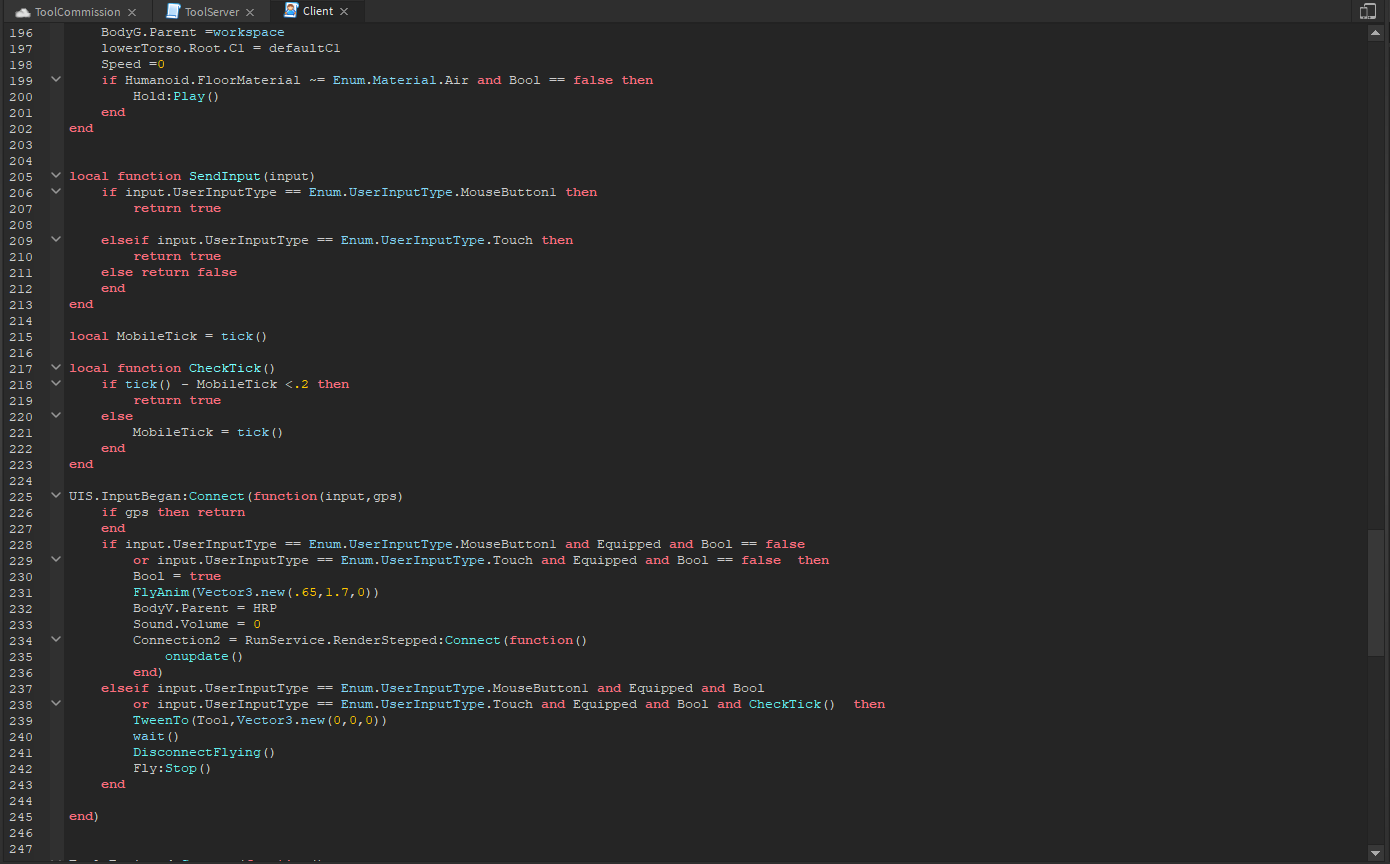 ToolCommission ToolServer Client
196 BodyG.Parent =workspace
197 lowerTorso.Root.C1 = defaultC1
198 Speed =0
199 if Humanoid.FloorMaterial ~= Enum.Material.Air and Bool == false then
200 Hold:Play()
201 end
202 end
203
204
205 local function SendInput(input)
206 if input.UserInputType == Enum.UserInputType.MouseButton1 then
207 return true
208
209 elseif input.UserInputType == Enum.UserInputType.Touch then
210 return true
211 else return false
212 end
213 end
214
215 local MobileTick = tick()
216
217 local function CheckTick()
218 if tick() - MobileTick <.2 then
219 return true
220 else
221 MobileTick = tick()
222 end
223 end
224
225 UIS.InputBegan:Connect(function(input,gps)
226 if gps then return
227 end
228 if input.UserInputType == Enum.UserInputType.MouseButton1 and Equipped and Bool == false
229 or input.UserInputType == Enum.UserInputType.Touch and Equipped and Bool == false  then
230 Bool = true
231 FlyAnim(Vector3.new(.65,1.7,0))
232 BodyV.Parent = HRP
233 Sound.Volume = 0
234 Connection2 = RunService.RenderStepped:Connect(function()
235 onupdate()
236 end)
237 elseif input.UserInputType == Enum.UserInputType.MouseButton1 and Equipped and Bool
238 or input.UserInputType == Enum.UserInputType.Touch and Equipped and Bool and CheckTick()  then
239 TweenTo(Tool,Vector3.new(0,0,0))
240 wait()
241 DisconnectFlying()
242 Fly:Stop()
243 end
244
245 end)
246
247